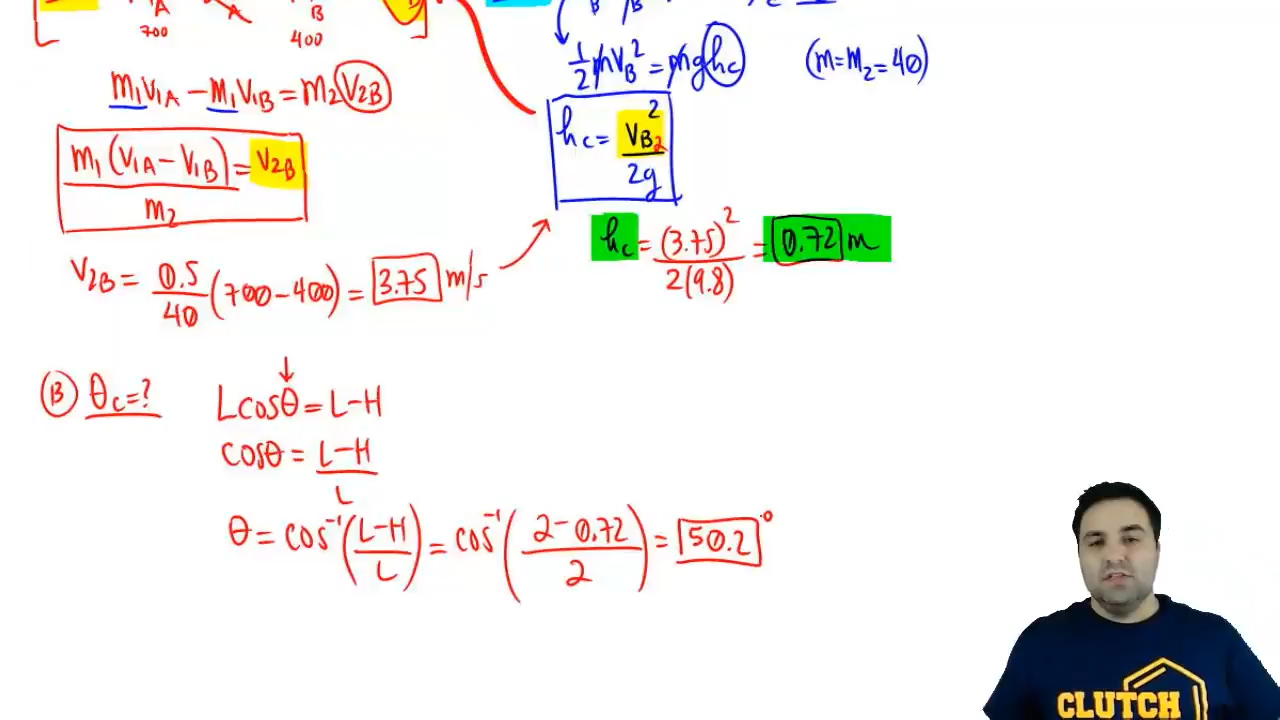 A A B
700
400
½mV_B² = mgh_c (m=m₂=40)
m₁V₁A − m₁V₁B = m₂V₂B
h_c = V_B₂² / 2g
m₁(V₁A − V₁B) / m₂ = V₂B
h_c = (3.75)² / 2(9.8) = 0.72 m
V₂B = 0.5/40 (700−400) = 3.75 m/s
B θ_c=? Lcosθ = L−H
cosθ = L−H / L
θ = cos⁻¹(L−H / L) = cos⁻¹(2−0.72 / 2) = 50.2°
CLUTCH